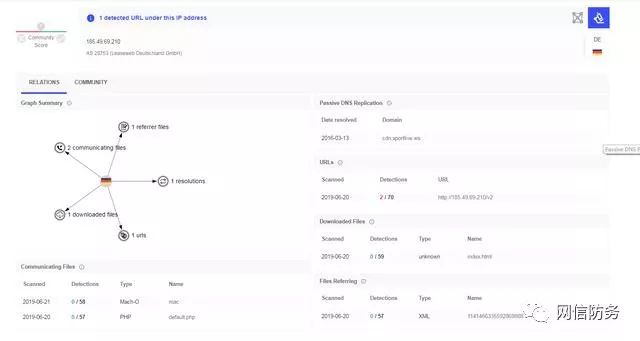 1 detected URL under this IP address
185.49.69.210
AS 28753 (Leaseweb Deutschland GmbH)
Community
Score
DE
RELATIONS COMMUNITY
Graph Summary
1 referrer files
2 communicating files
1 resolutions
1 downloaded files
1 urls
Communicating Files
Scanned Detections Type Name
2019-06-21 0 / 58 Mach-O mac
2019-06-20 0 / 57 PHP default.php
Passive DNS Replication
Date resolved Domain
2016-03-13 cdn.sportlive.ws
Passive DNS R
URLs
Scanned Detections URL
2019-06-20 2 / 70 http://185.49.69.210/v2
Downloaded Files
Scanned Detections Type Name
2019-06-20 0 / 59 unknown index.html
Files Referring
Scanned Detections Type Name
2019-06-20 0 / 57 XML
网信防务